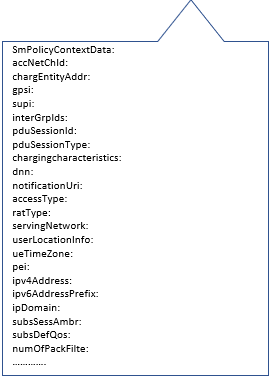 SmPolicyContextData:
accNetChId:
chargEntityAddr:
gpsi:
supi:
interGrpIds:
pduSessionId:
pduSessionType:
chargingcharacteristics:
dnn:
notificationUri:
accessType:
ratType:
servingNetwork:
userLocationInfo:
ueTimeZone:
pei:
ipv4Address:
ipv6AddressPrefix:
ipDomain:
subsSessAmbr:
subsDefQos:
numOfPackFilte:
………….